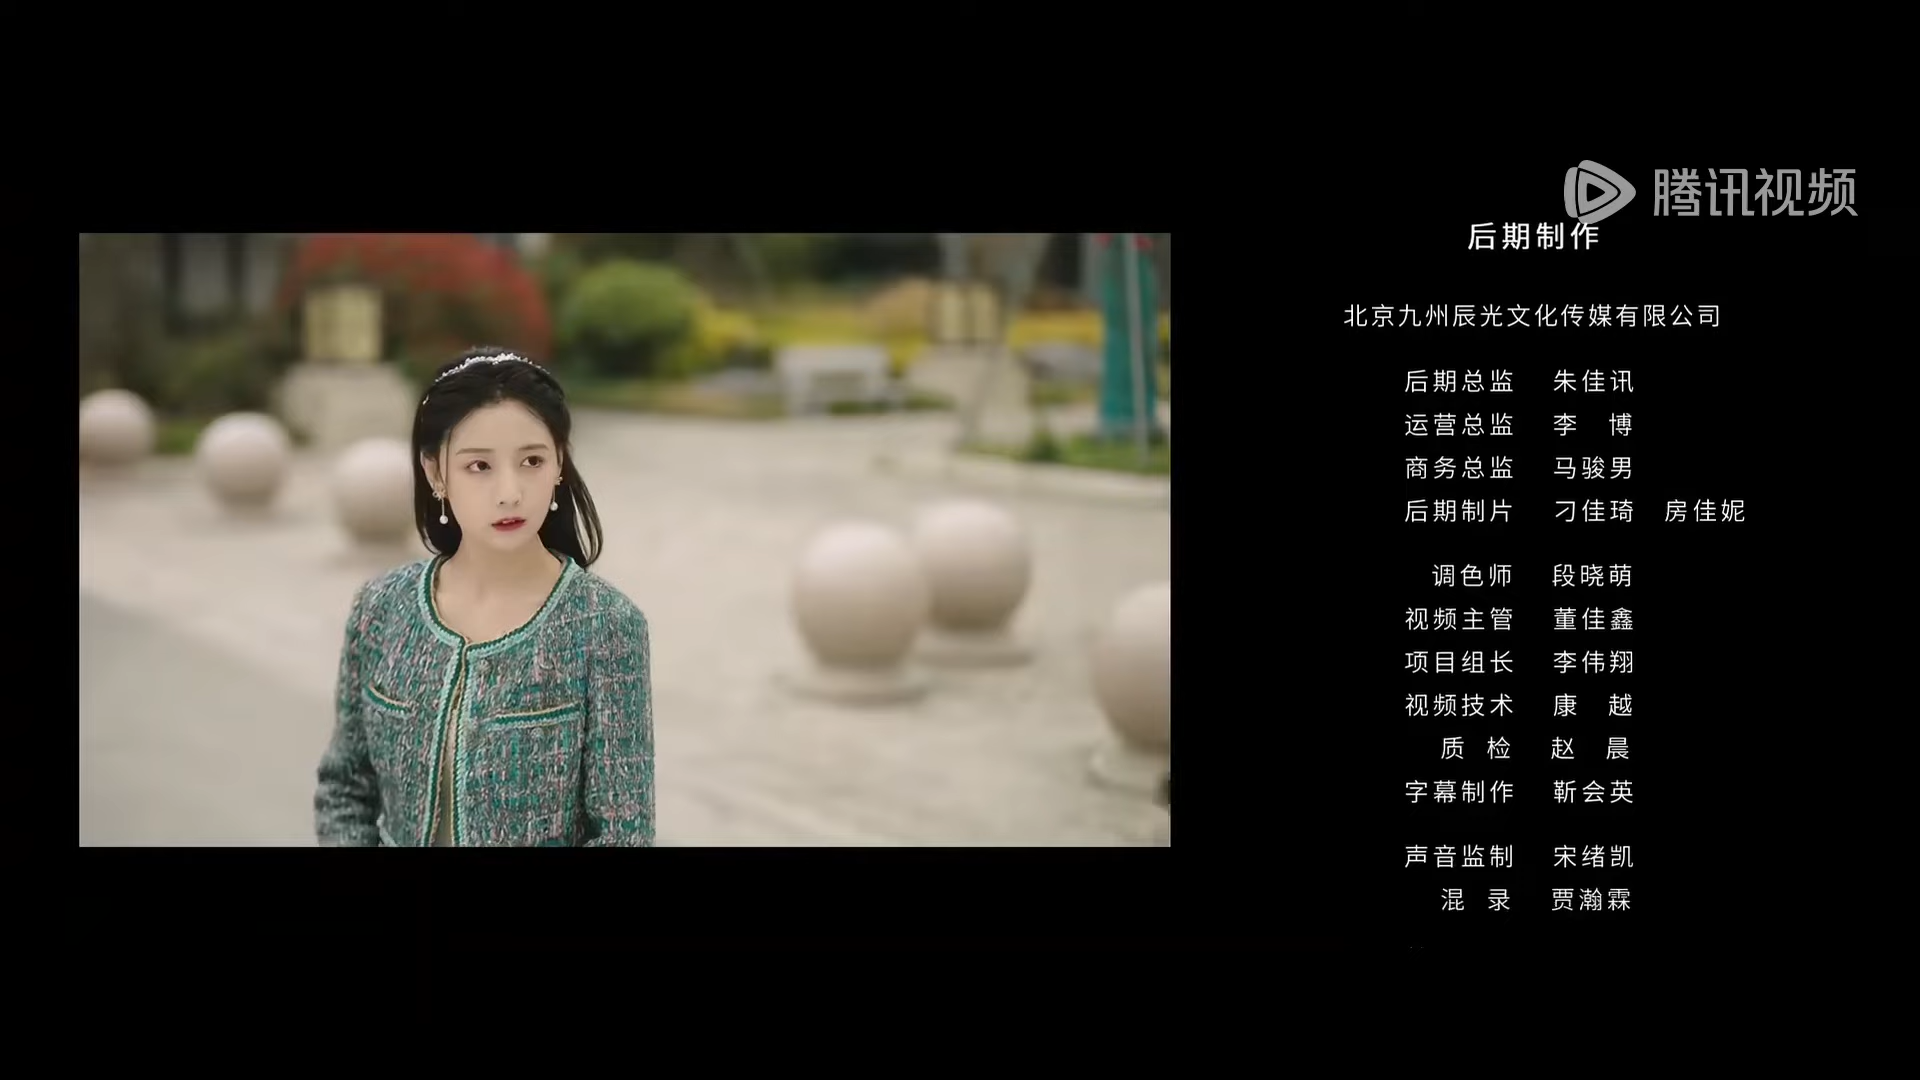 腾讯视频
后期制作
北京九州辰光文化传媒有限公司
后期总监 朱佳讯
运营总监 李 博
商务总监 马骏男
后期制片 刁佳琦 房佳妮
调色师 段晓萌
视频主管 董佳鑫
项目组长 李伟翔
视频技术 康 越
质 检 赵 晨
字幕制作 靳会英
声音监制 宋绪凯
混 录 贾瀚霖